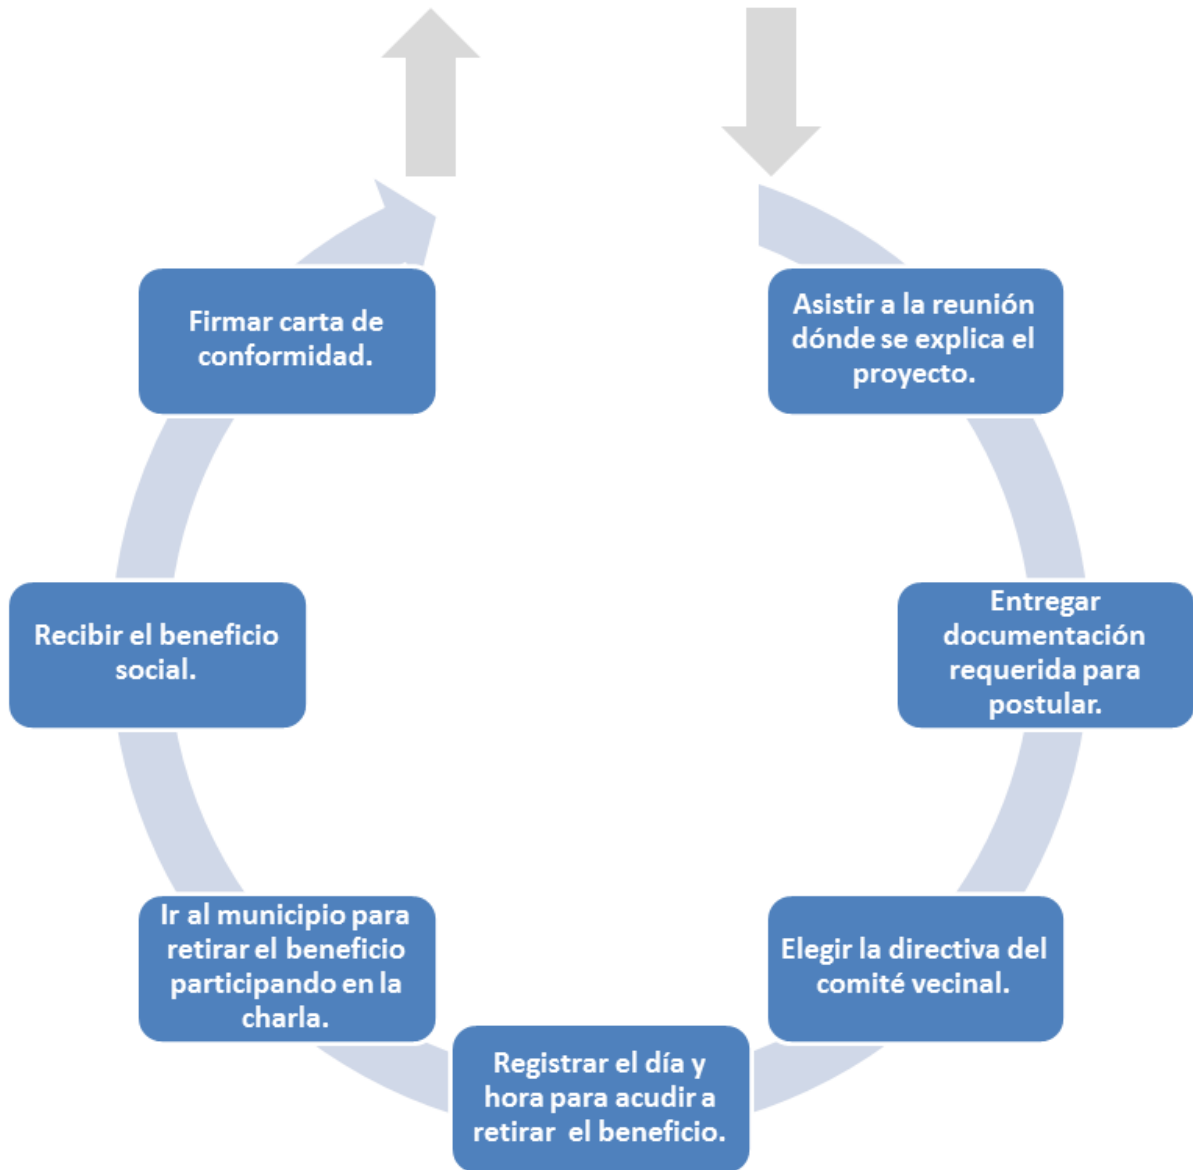 Asistir a la reunión
dónde se explica el
proyecto.
Entregar
documentación
requerida para
postular.
Elegir la directiva del
comité vecinal.
Registrar el día y
hora para acudir a
retirar el beneficio.
Ir al municipio para
retirar el beneficio
participando en la
charla.
Recibir el beneficio
social.
Firmar carta de
conformidad.